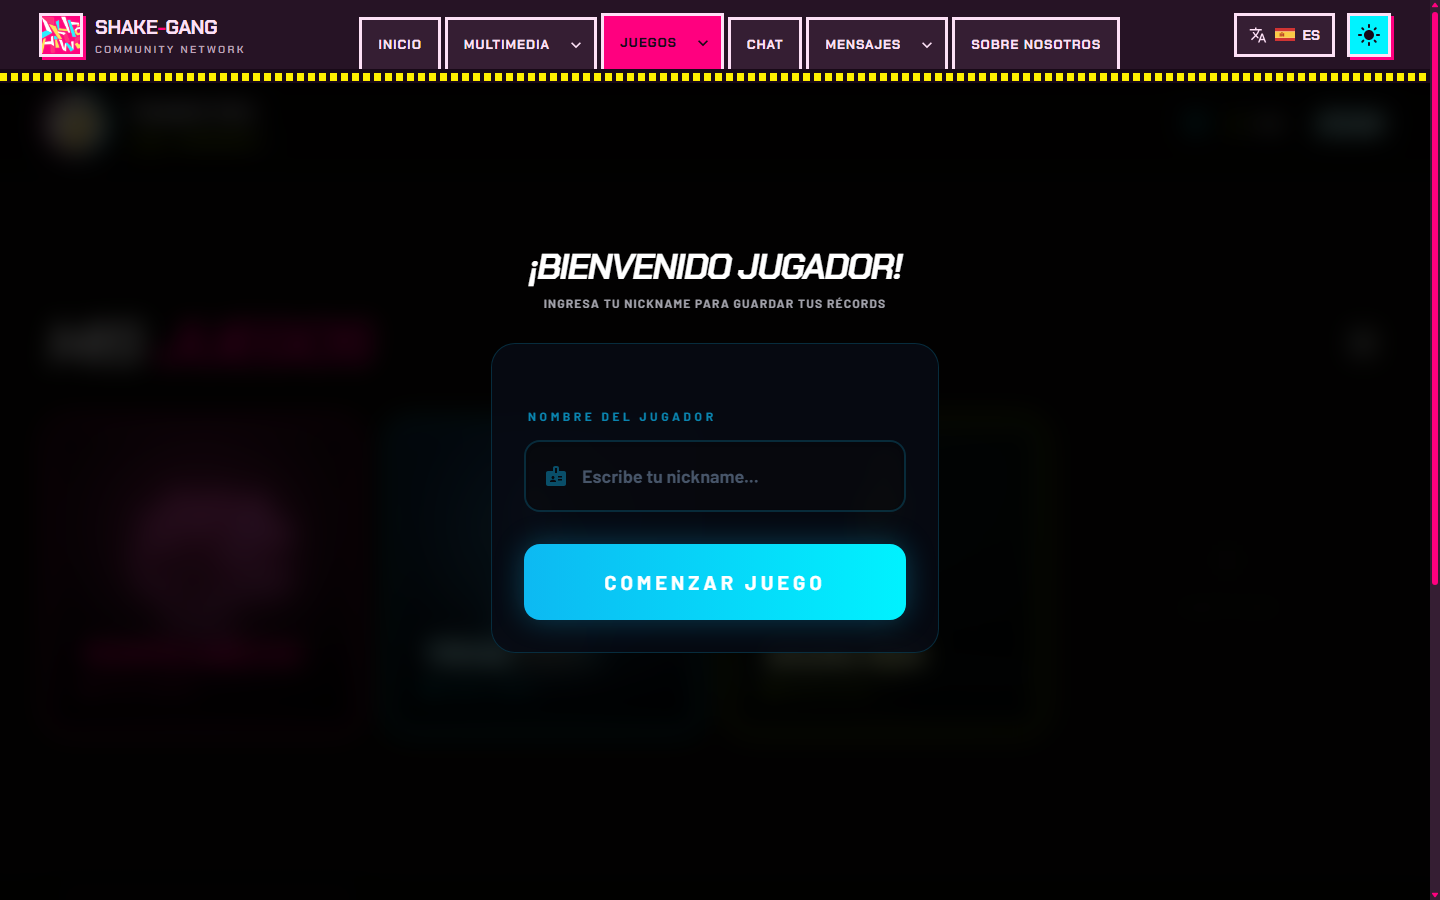 SHAKE-GANG
COMMUNITY NETWORK
INICIO
MULTIMEDIA
JUEGOS
CHAT
MENSAJES
SOBRE NOSOTROS
ES
¡BIENVENIDO JUGADOR!
INGRESA TU NICKNAME PARA GUARDAR TUS RÉCORDS
NOMBRE DEL JUGADOR
Escribe tu nickname...
COMENZAR JUEGO